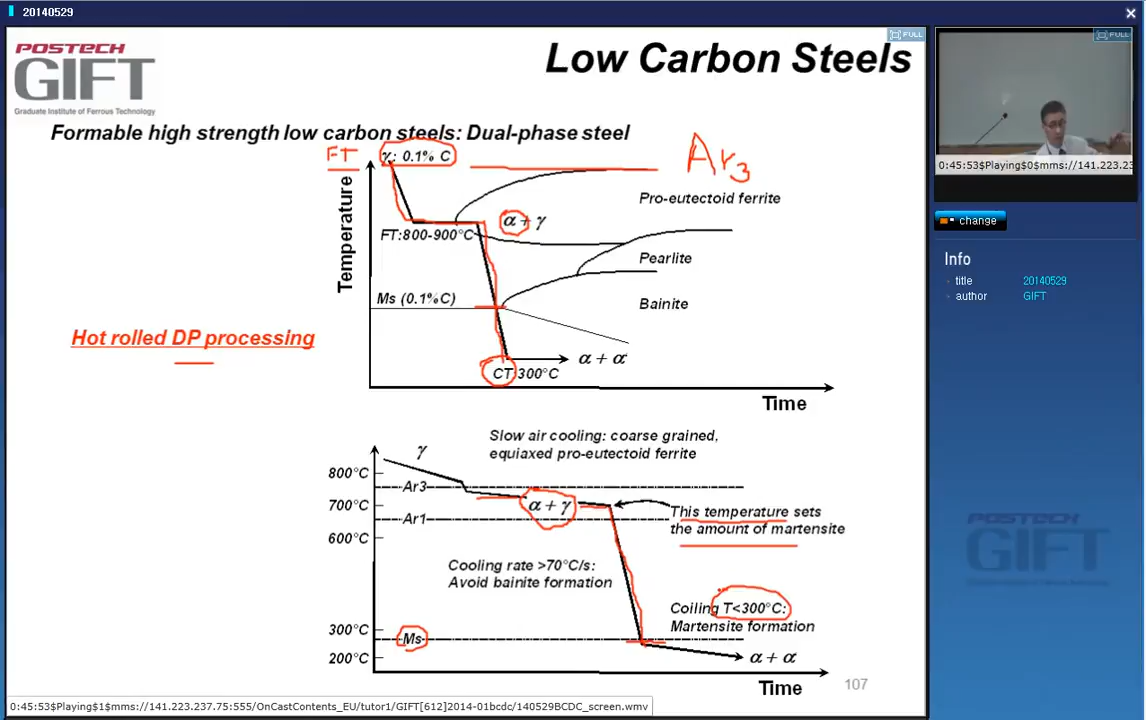 20140529
FULL
FULL
POSTECH
GIFT
Graduate Institute of Ferrous Technology
Low Carbon Steels
Formable high strength low carbon steels: Dual-phase steel
FT
γ: 0.1% C
Ar3
Temperature
Pro-eutectoid ferrite
α + γ
FT:800-900°C
Pearlite
Ms (0.1%C)
Bainite
Hot rolled DP processing
α + α
CT:300°C
Time
Slow air cooling: coarse grained,
equiaxed pro-eutectoid ferrite
γ
800°C
Ar3
700°C
α + γ
This temperature sets
the amount of martensite
Ar1
600°C
Cooling rate >70°C/s:
Avoid bainite formation
Coiling T<300°C:
Martensite formation
300°C
Ms
200°C
α + α
Time
107
0:45:53$Playing$1$mms://141.223.237.75:555/OnCastContents_EU/tutor1/GIFT[612]2014-01bcdc/140529BCDC_screen.wmv
0:45:53$Playing$0$mms://141.223.23
change
Info
title 20140529
author GIFT
POSTECH
GIFT